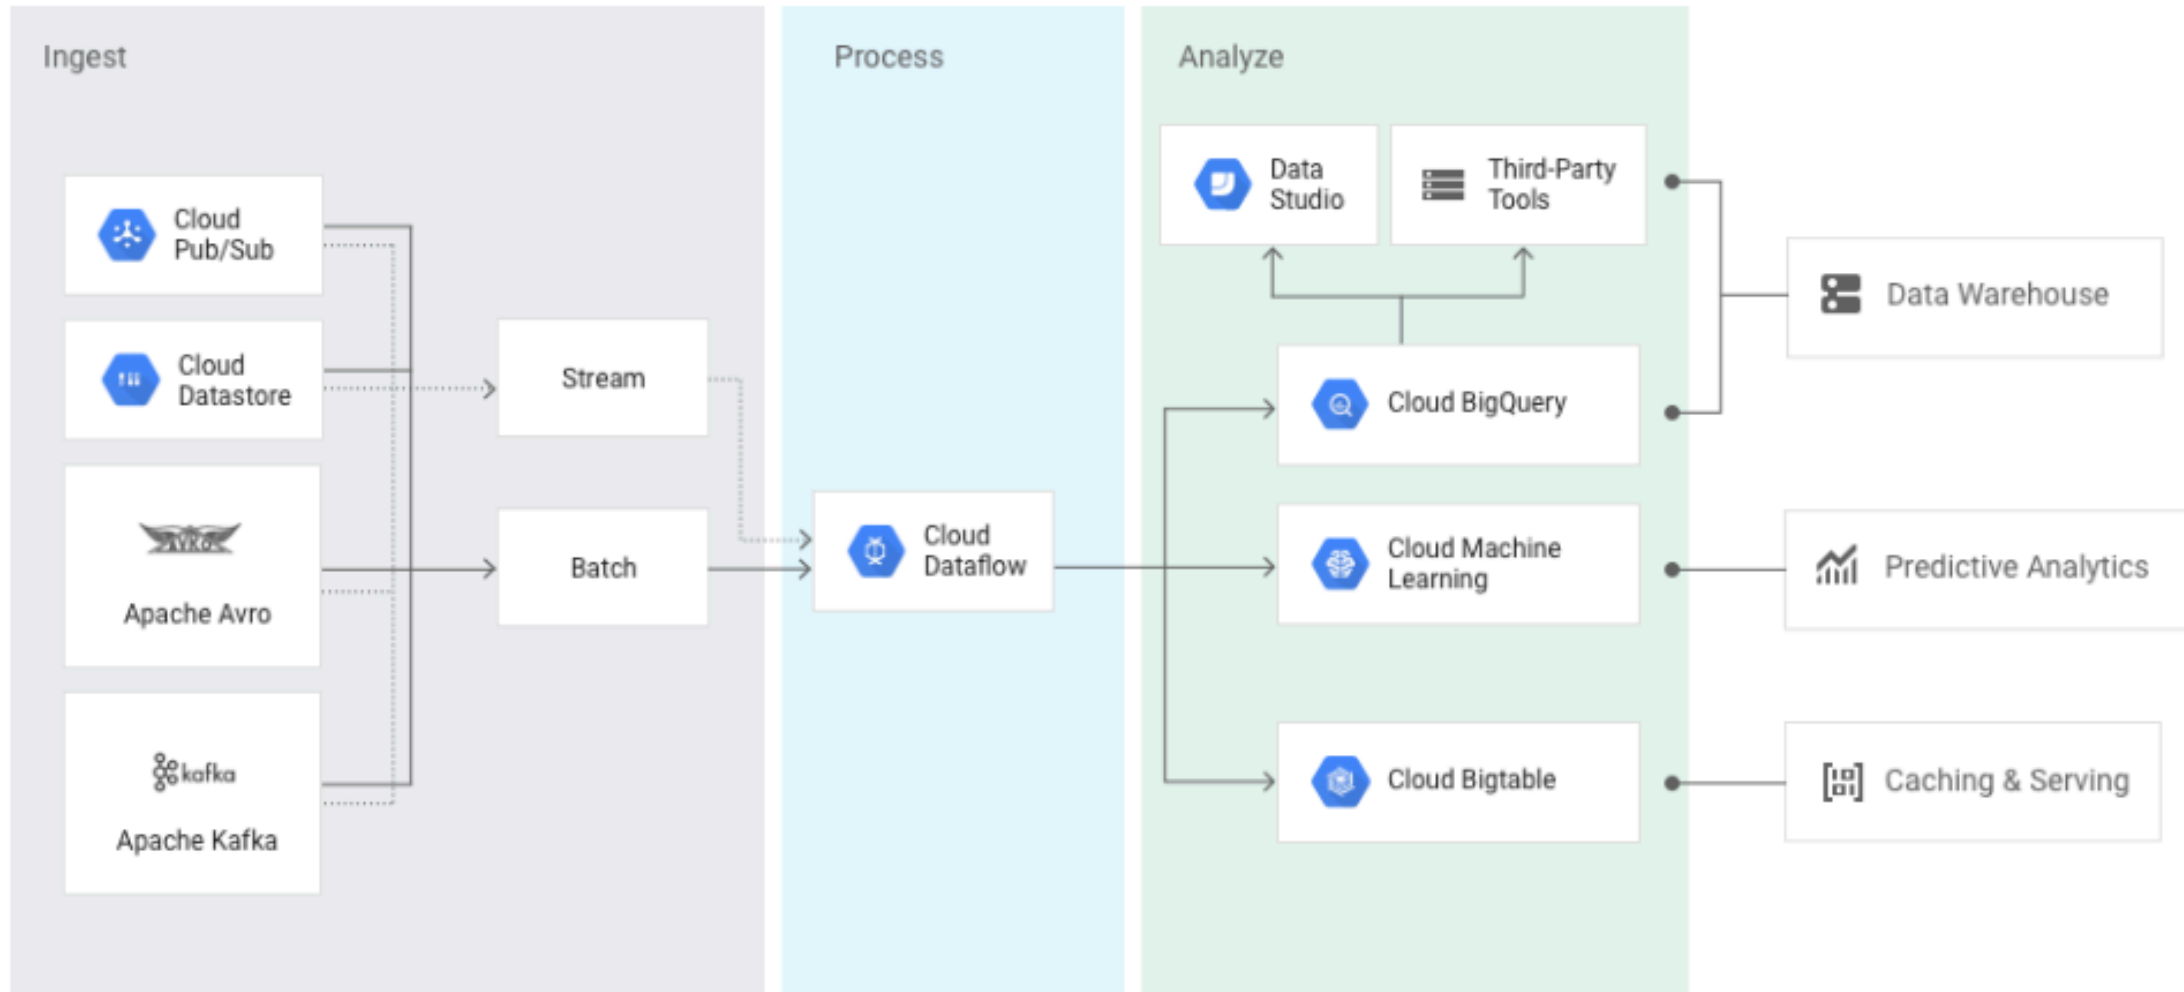 Ingest
Process
Analyze
Cloud
Pub/Sub
Cloud
Datastore
AVRO
Apache Avro
kafka
Apache Kafka
Stream
Batch
Cloud
Dataflow
Data
Studio
Third-Party
Tools
Cloud BigQuery
Cloud Machine
Learning
Cloud Bigtable
Data Warehouse
Predictive Analytics
Caching & Serving